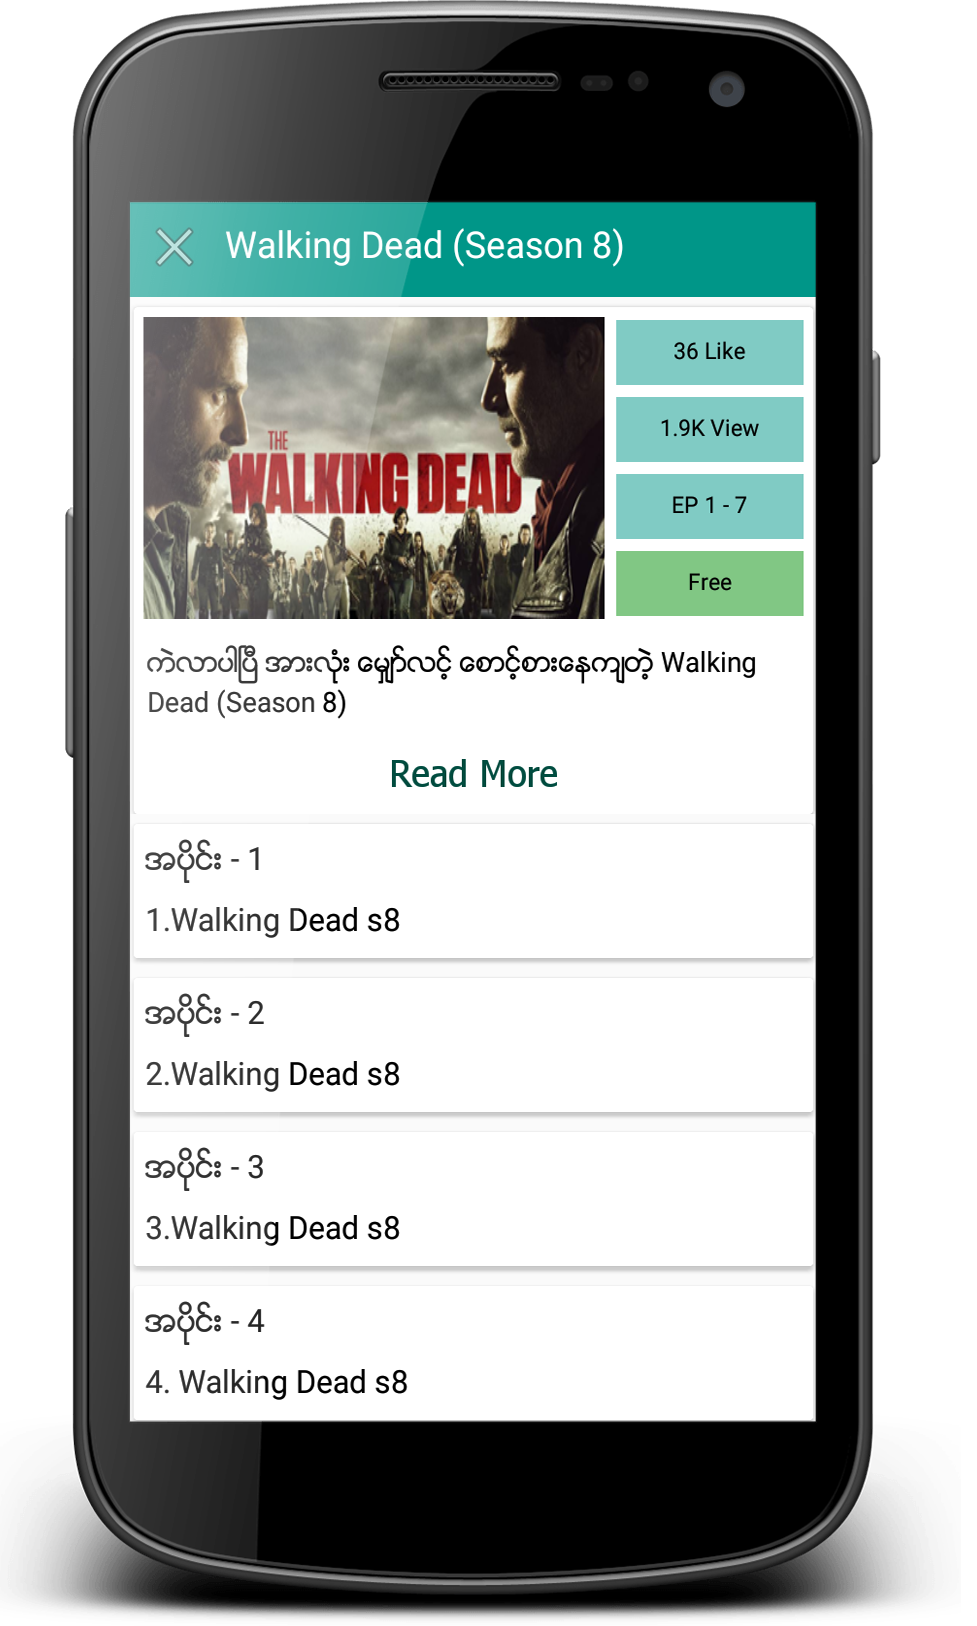 Walking Dead (Season 8)
THE
WALKING DEAD
36 Like
1.9K View
EP 1 - 7
Free
ကဲလာပါပြီ အားလုံး မျှော်လင့် စောင့်စားနေကျတဲ့ Walking
Dead (Season 8)
Read More
အပိုင်း - 1
1.Walking Dead s8
အပိုင်း - 2
2.Walking Dead s8
အပိုင်း - 3
3.Walking Dead s8
အပိုင်း - 4
4. Walking Dead s8